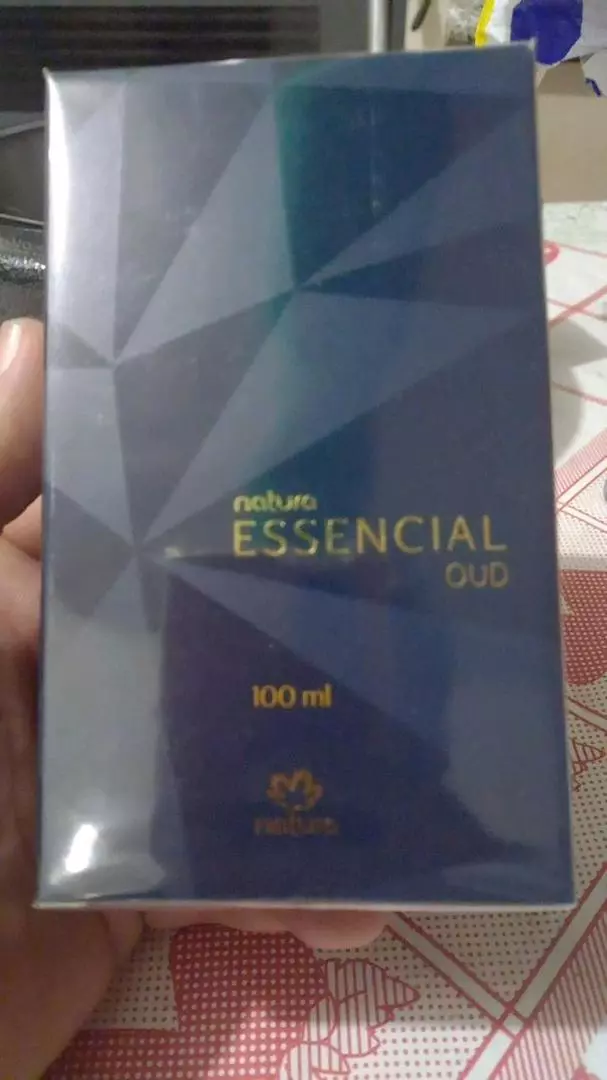 natura
ESSENCIAL
OUD
100 ml
natura